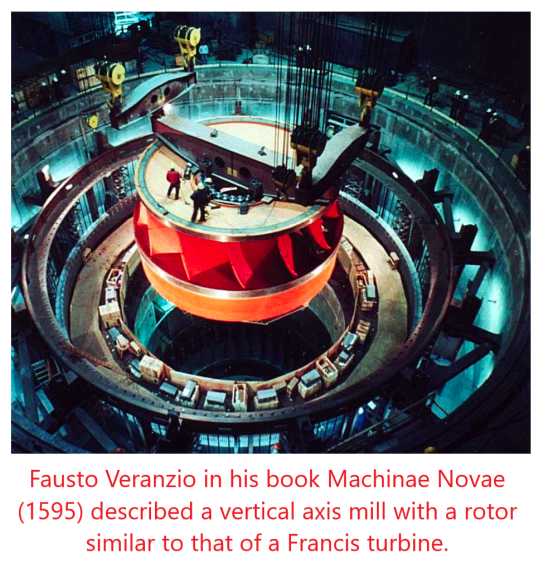 Fausto Veranzio in his book Machinae Novae
(1595) described a vertical axis mill with a rotor
similar to that of a Francis turbine.